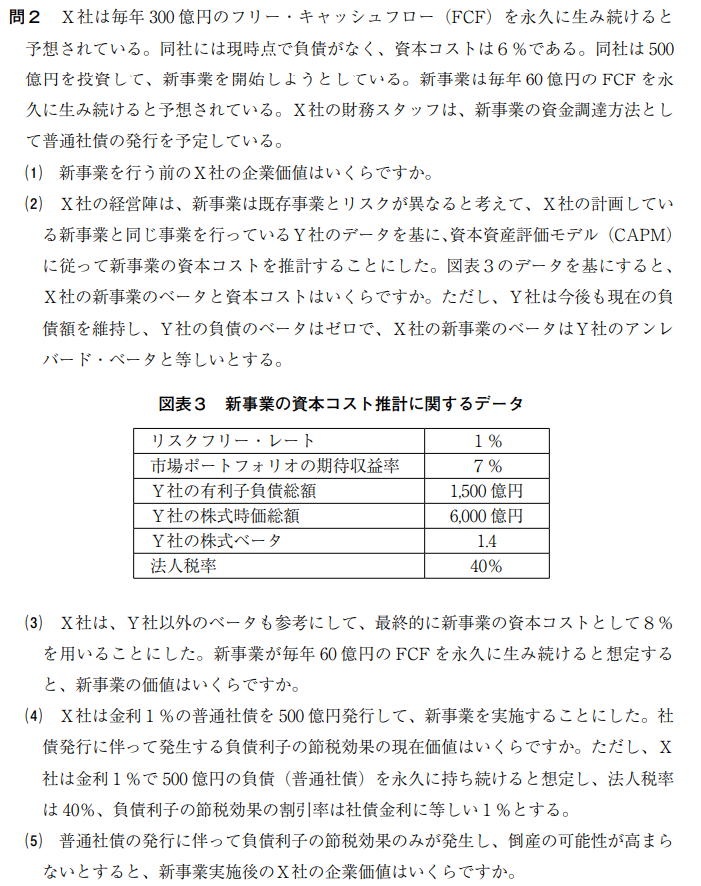 問2 X社は毎年300億円のフリー・キャッシュフロー(FCF)を永久に生み続けると
予想されている。同社には現時点で負債がなく、資本コストは6%である。同社は500
億円を投資して、新事業を開始しようとしている。新事業は毎年60億円のFCFを永
久に生み続けると予想されている。X社の財務スタッフは、新事業の資金調達方法とし
て普通社債の発行を予定している。
(1) 新事業を行う前のX社の企業価値はいくらですか。
(2) X社の経営陣は、新事業は既存事業とリスクが異なると考えて、X社の計画してい
る新事業と同じ事業を行っているY社のデータを基に、資本資産評価モデル(CAPM)
に従って新事業の資本コストを推計することにした。図表3のデータを基にすると、
X社の新事業のベータと資本コストはいくらですか。ただし、Y社は今後も現在の負
債額を維持し、Y社の負債のベータはゼロで、X社の新事業のベータはY社のアンレ
バード・ベータと等しいとする。
図表3 新事業の資本コスト推計に関するデータ
リスクフリー・レート 1%
市場ポートフォリオの期待収益率 7%
Y社の有利子負債総額 1,500億円
Y社の株式時価総額 6,000億円
Y社の株式ベータ 1.4
法人税率 40%
(3) X社は、Y社以外のベータも参考にして、最終的に新事業の資本コストとして8%
を用いることにした。新事業が毎年60億円のFCFを永久に生み続けると想定する
と、新事業の価値はいくらですか。
(4) X社は金利1%の普通社債を500億円発行して、新事業を実施することにした。社
債発行に伴って発生する負債利子の節税効果の現在価値はいくらですか。ただし、X
社は金利1%で500億円の負債(普通社債)を永久に持ち続けると想定し、法人税率
は40%、負債利子の節税効果の割引率は社債金利に等しい1%とする。
(5) 普通社債の発行に伴って負債利子の節税効果のみが発生し、倒産の可能性が高まら
ないとすると、新事業実施後のX社の企業価値はいくらですか。